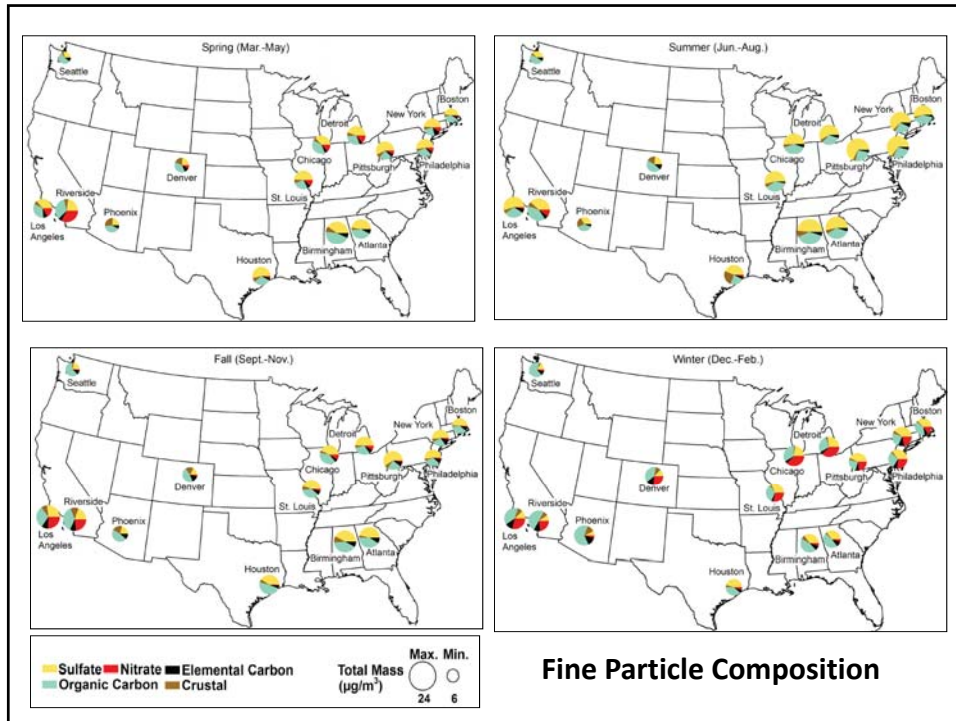 Spring (Mar.-May)
Seattle
Boston
New York
Detroit
Chicago
Pittsburgh
Philadelphia
Denver
St. Louis
Riverside
Los
Angeles
Phoenix
Birmingham
Atlanta
Houston
Summer (Jun.-Aug.)
Seattle
Boston
New York
Detroit
Chicago
Pittsburgh
Philadelphia
Denver
St. Louis
Riverside
Los
Angeles
Phoenix
Birmingham
Atlanta
Houston
Fall (Sept.-Nov.)
Seattle
Boston
New York
Detroit
Chicago
Pittsburgh
Philadelphia
Denver
St. Louis
Riverside
Los
Angeles
Phoenix
Birmingham
Atlanta
Houston
Winter (Dec.-Feb.)
Seattle
Boston
New York
Detroit
Chicago
Pittsburgh
Philadelphia
Denver
St. Louis
Riverside
Los
Angeles
Phoenix
Birmingham
Atlanta
Houston
Sulfate Nitrate Elemental Carbon
Organic Carbon Crustal
Total Mass
(µg/m³)
Max. Min.
24 6
Fine Particle Composition